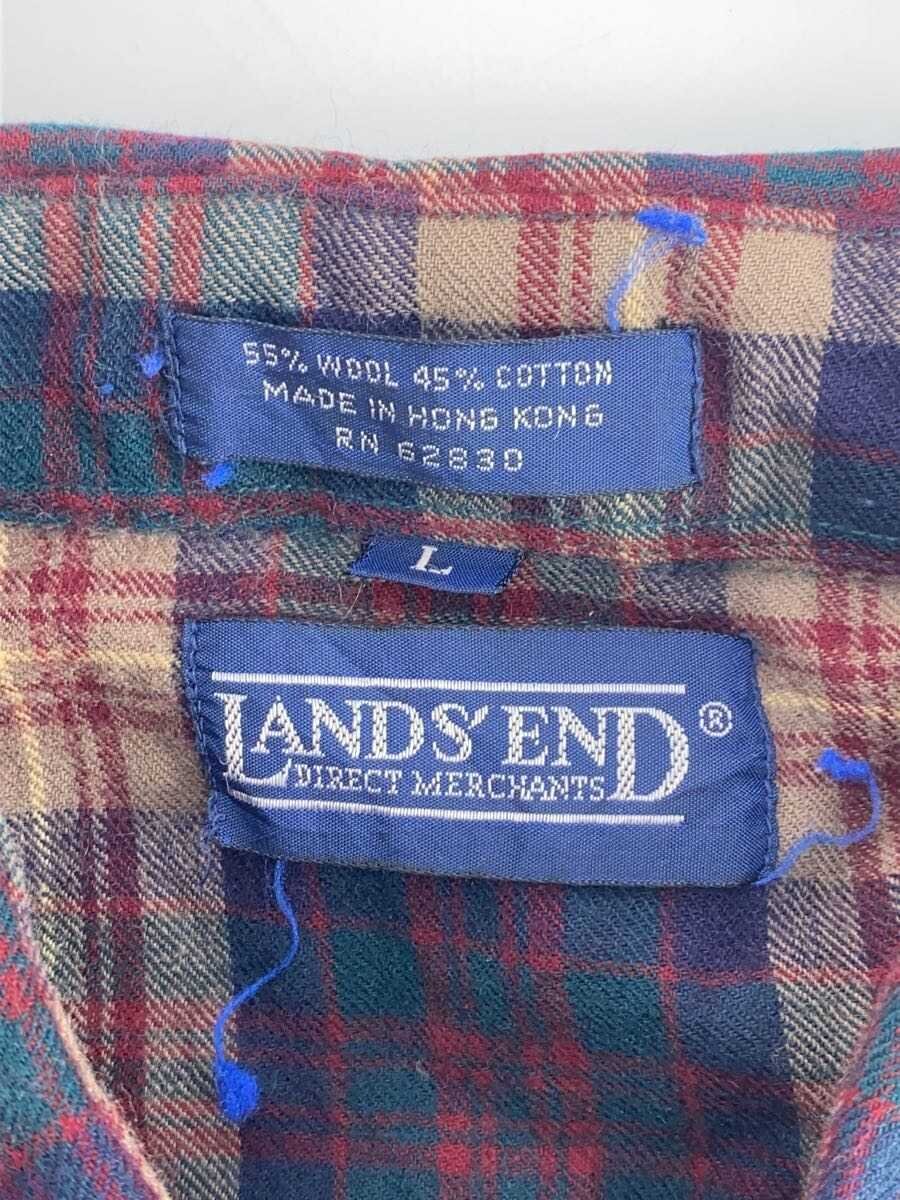 55% WOOL 45% COTTON
MADE IN HONG KONG
RN 62830
L
LANDS' END®
DIRECT MERCHANTS